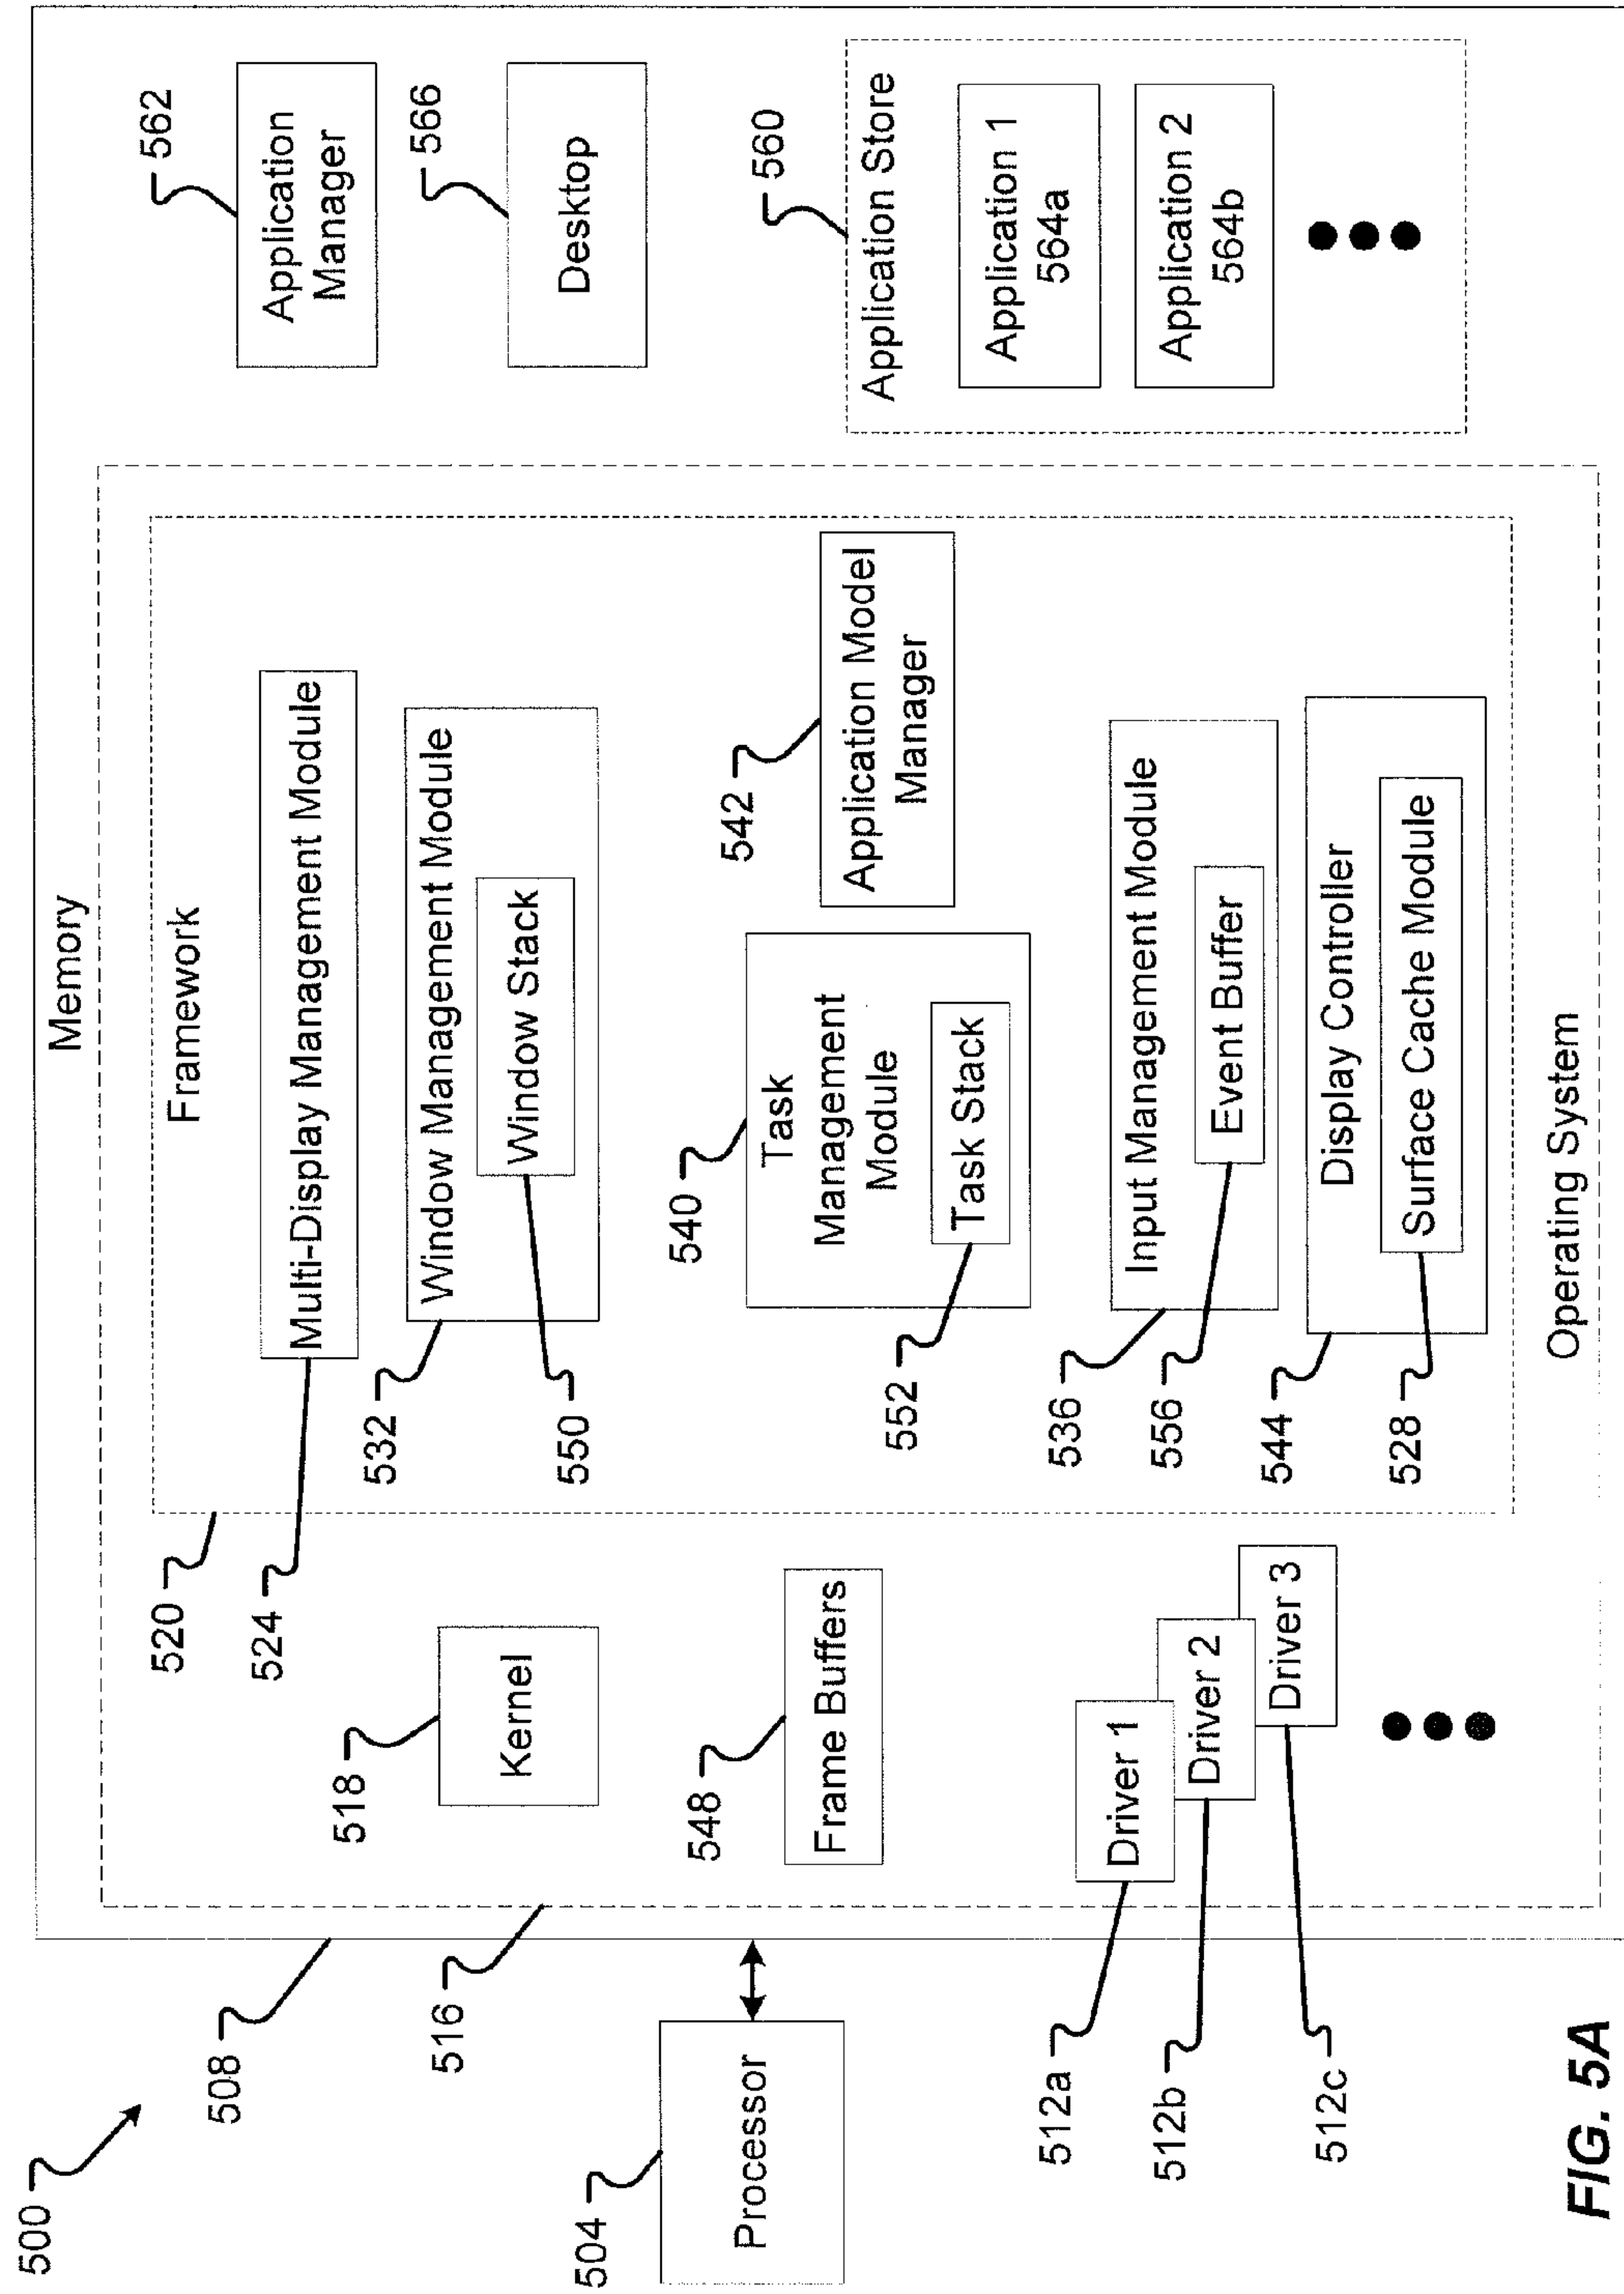 500
508
Memory
516
Operating System
504
Processor
518
Kernel
548
Frame Buffers
512a
Driver 1
512b
Driver 2
512c
Driver 3
520
Framework
524
Multi-Display Management Module
532
Window Management Module
550
Window Stack
540
Task
Management
Module
552
Task Stack
542
Application Model
Manager
536
Input Management Module
556
Event Buffer
544
Display Controller
528
Surface Cache Module
562
Application
Manager
566
Desktop
560
Application Store
Application 1
564a
Application 2
564b
FIG. 5A